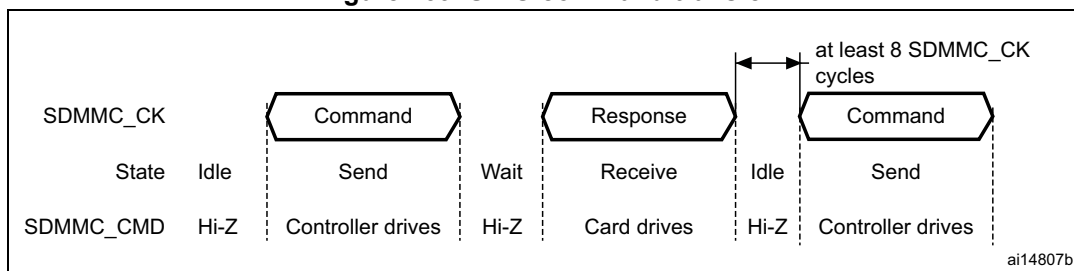 at least 8 SDMMC_CK
cycles
SDMMC_CK Command Response Command
State Idle Send Wait Receive Idle Send
SDMMC_CMD Hi-Z Controller drives Hi-Z Card drives Hi-Z Controller drives
ai14807b